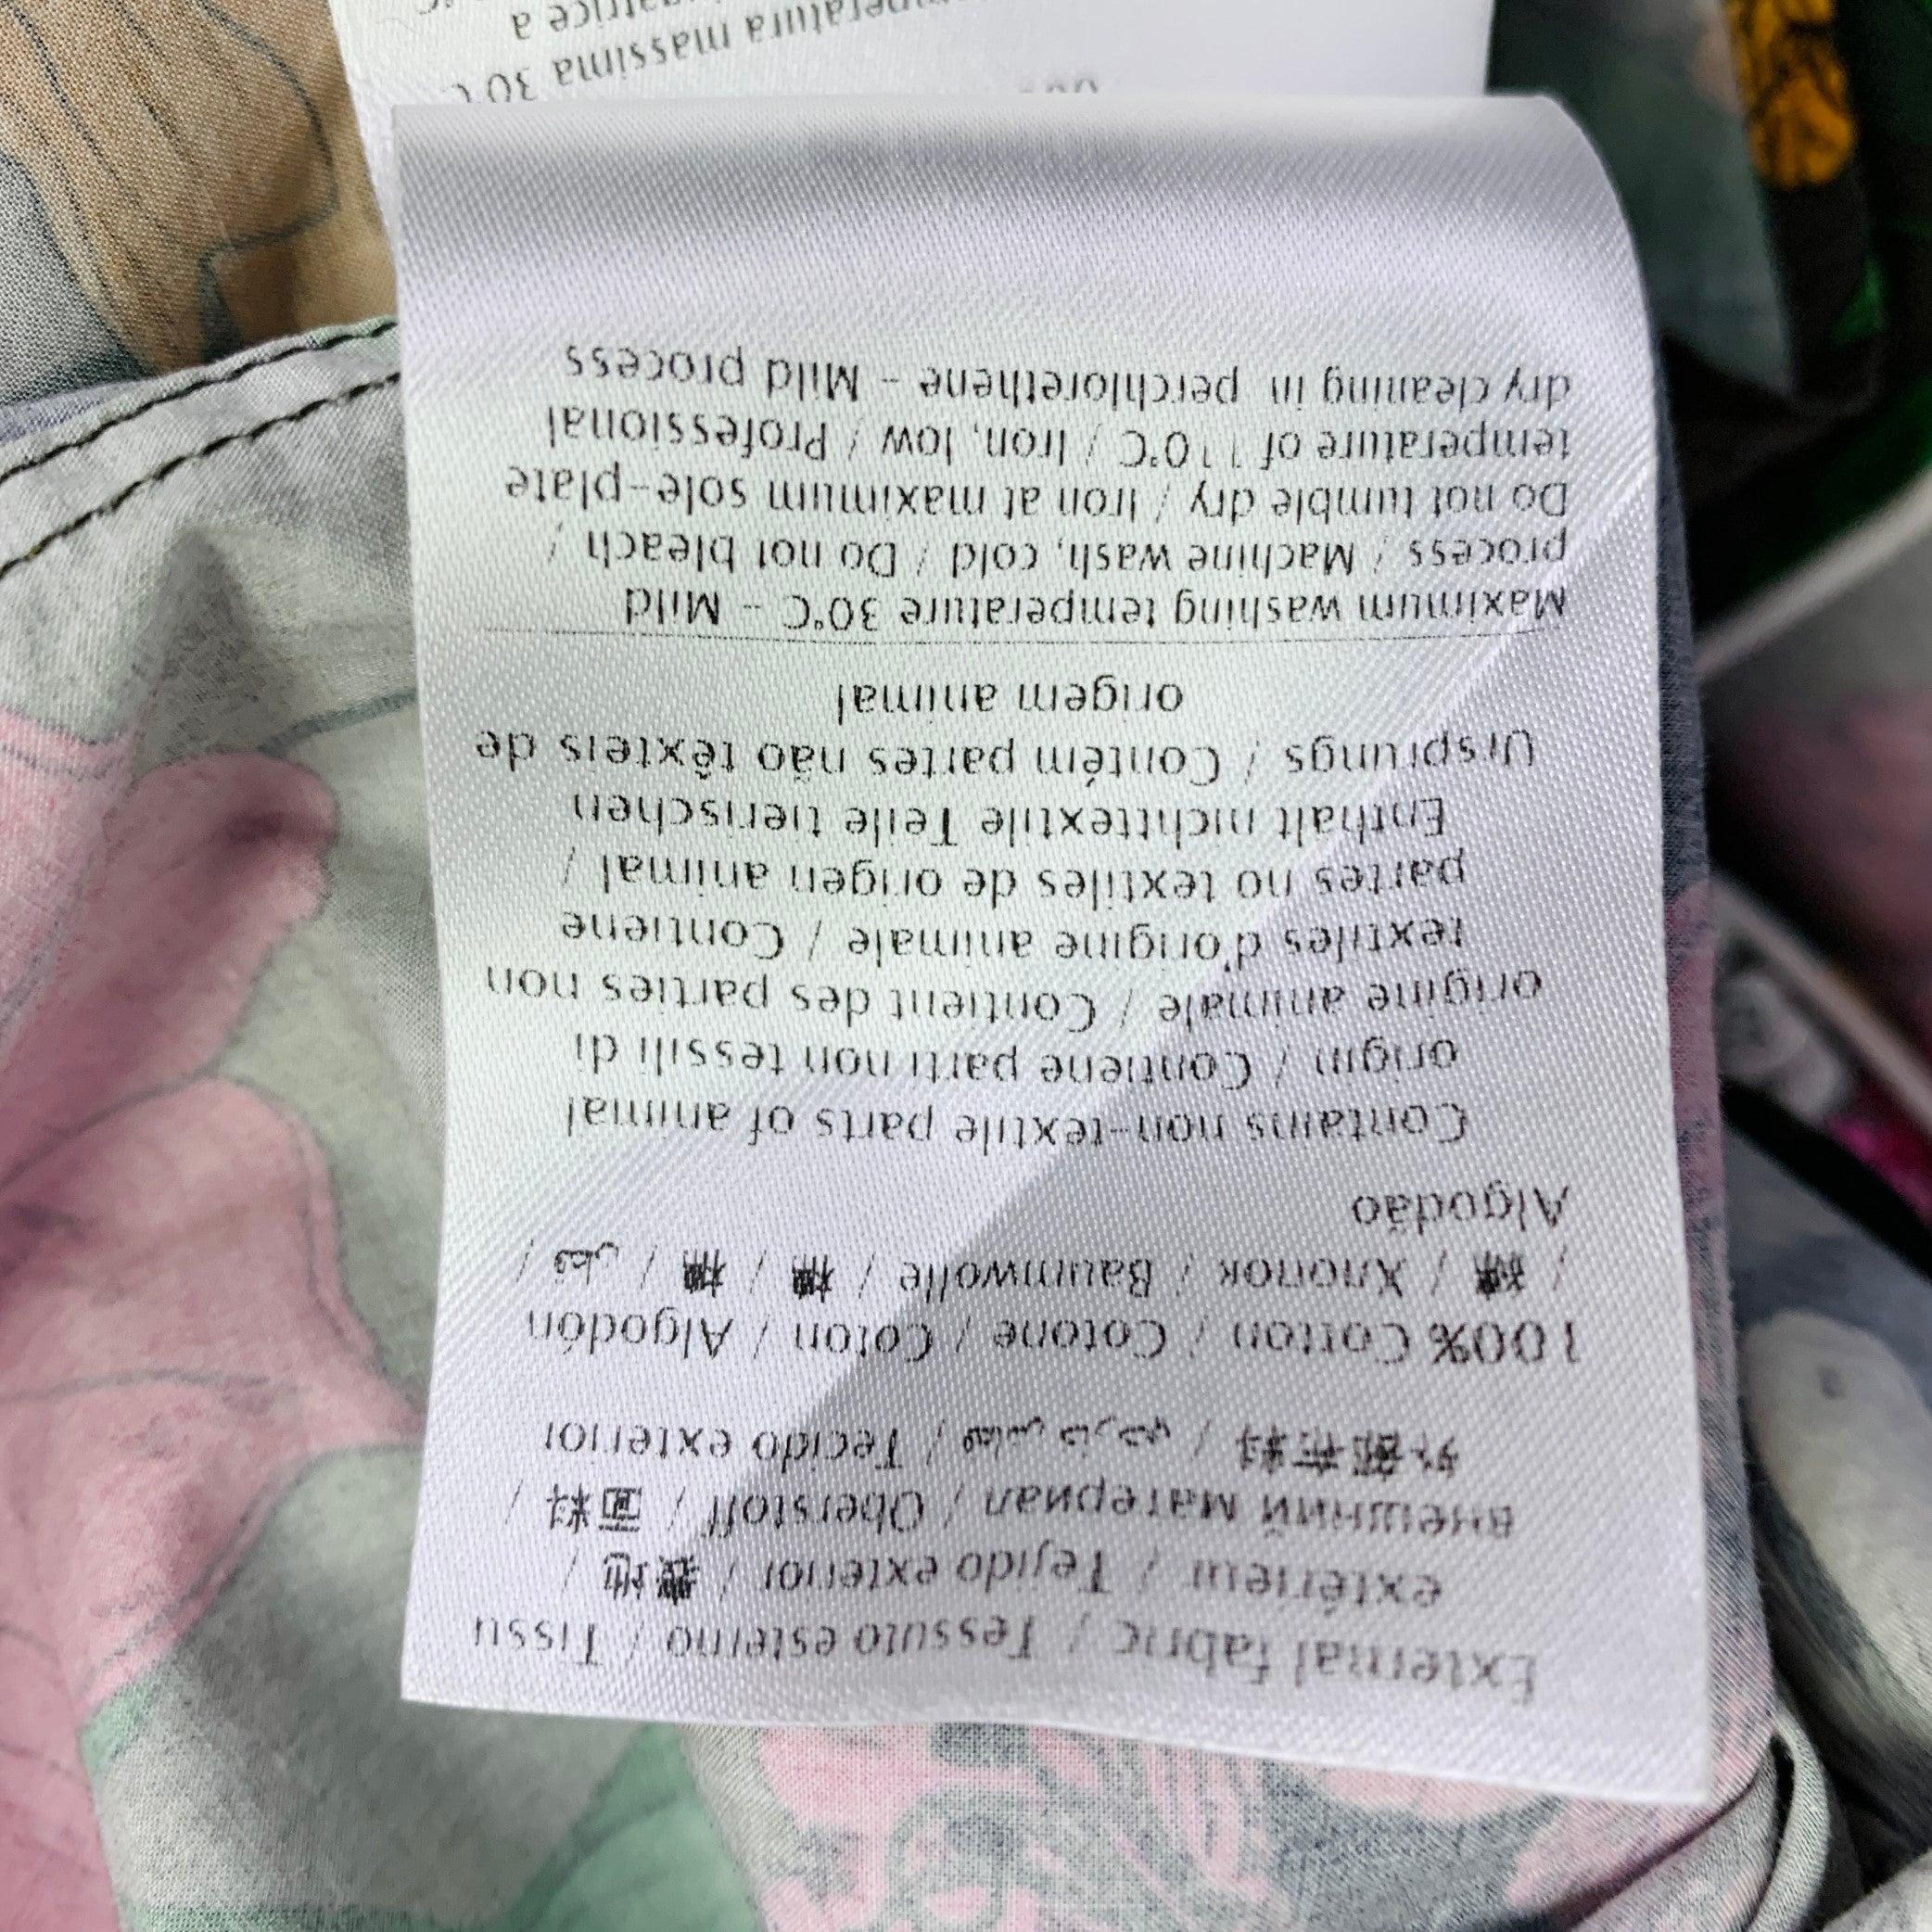 External fabric / Tessuto esterno / Tissu
extérieur / Tejido exterior / 表地 /
внешний материал / Oberstoff / 面料 /
外部布料 / قماش خارجي / Tecido exterior
100% Cotton / Cotone / Coton / Algodón
/ 綿 / Хлопок / Baumwolle / 棉 / 棉 / قطن /
Algodão
Contains non-textile parts of animal
origin / Contiene parti non tessili di
origine animale / Contient des parties non
textiles d'origine animale / Contiene
partes no textiles de origen animal /
Enthält nichttextile Teile tierischen
Ursprungs / Contém partes não têxteis de
origem animal
Maximum washing temperature 30°C - Mild
process / Machine wash, cold / Do not bleach /
Do not tumble dry / Iron at maximum sole-plate
temperature of 110°C / Iron, low / Professional
dry cleaning in perchlorethene - Mild process
massima 30°C